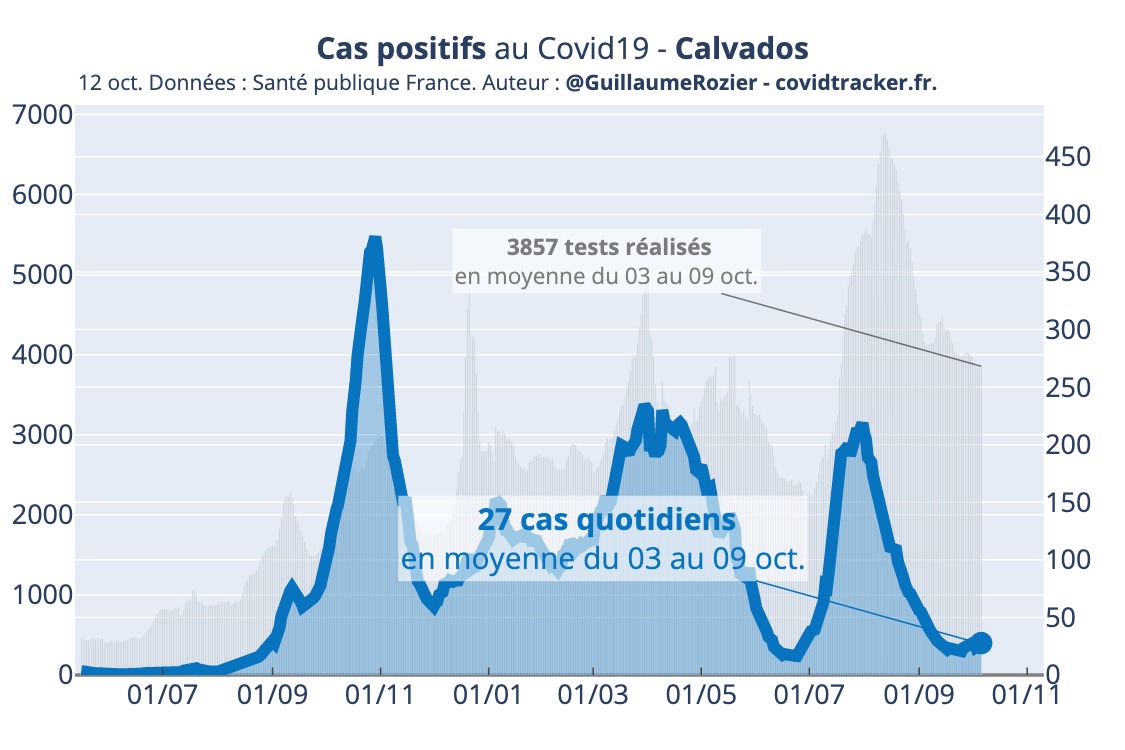 Cas positifs au Covid19 - Calvados
12 oct. Données : Santé publique France. Auteur : @GuillaumeRozier - covidtracker.fr.
7000
6000
5000
4000
3000
2000
1000
0
450
400
350
300
250
200
150
100
50
0
3857 tests réalisés
en moyenne du 03 au 09 oct.
27 cas quotidiens
en moyenne du 03 au 09 oct.
01/07 01/09 01/11 01/01 01/03 01/05 01/07 01/09 01/11